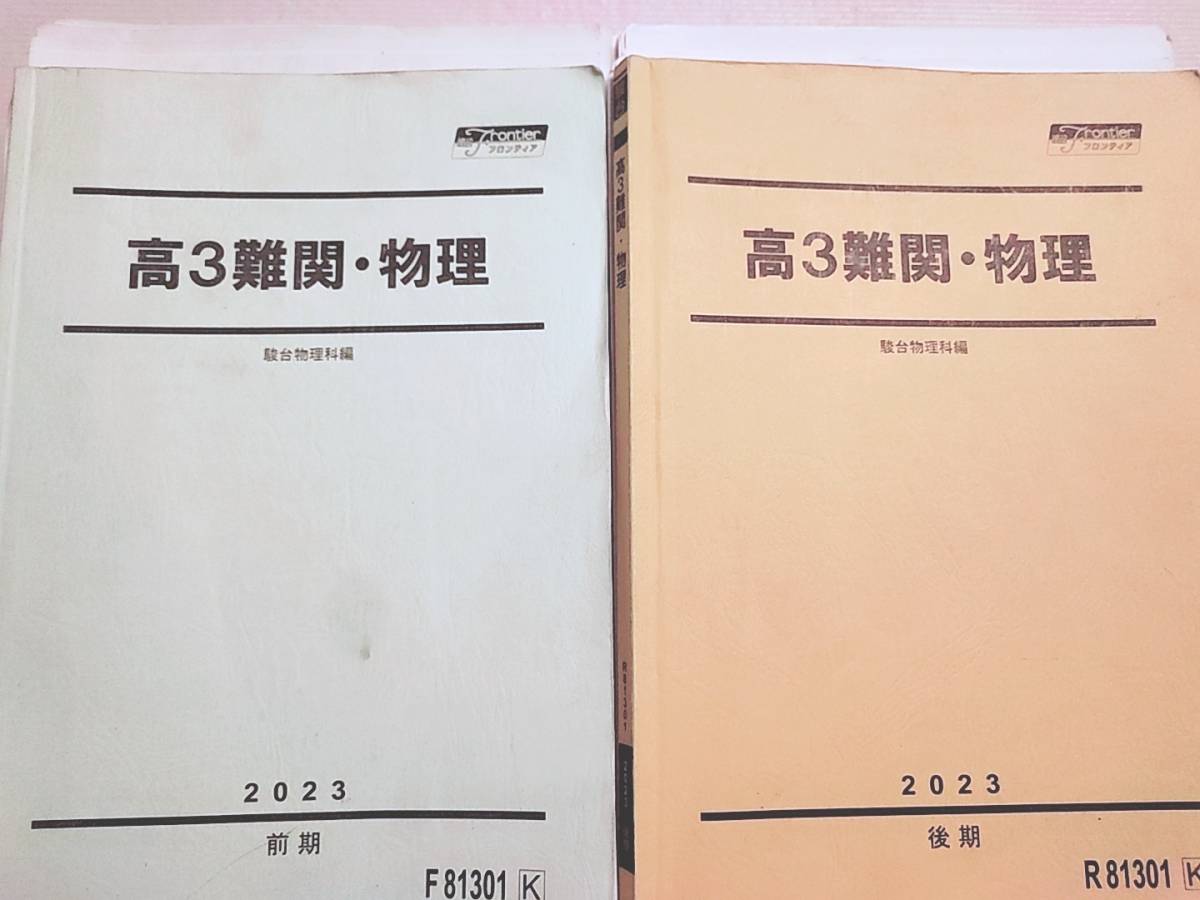 Frontier
フロンティア
高3難関・物理
駿台物理科編
2023
前期
F81301 K
高3難関・物理
R81301
Frontier
フロンティア
高3難関・物理
駿台物理科編
2023
後期
R81301 K